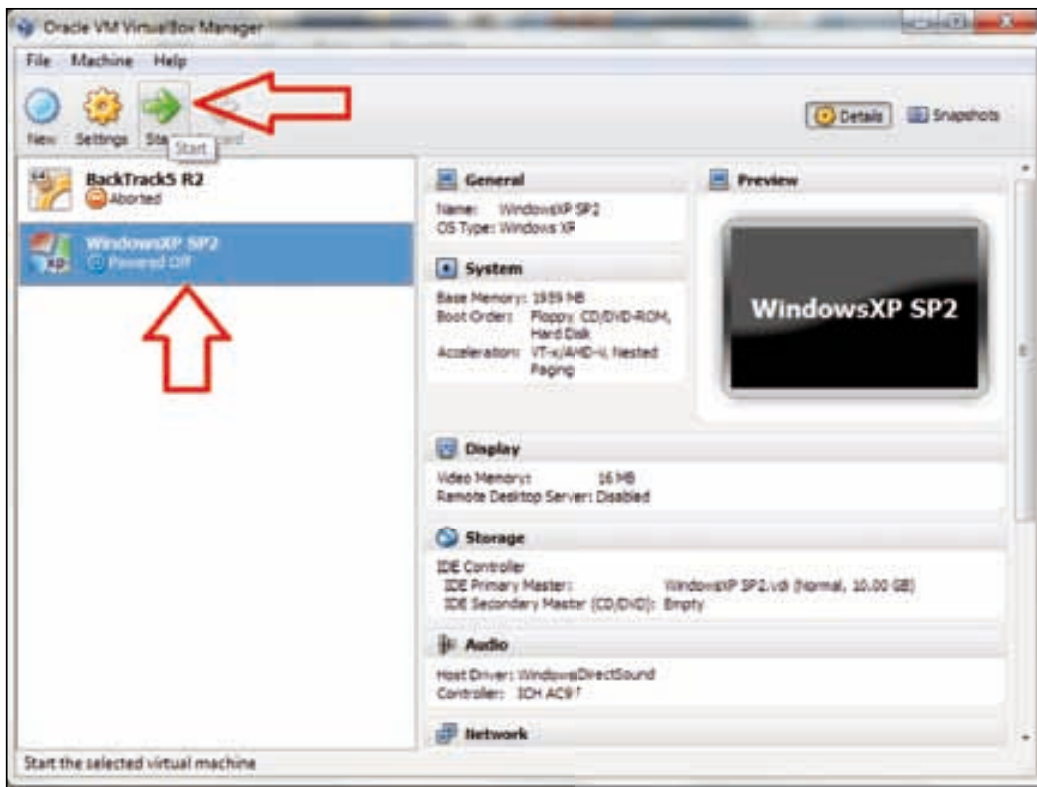 Oracle VM VirtualBox Manager
File Machine Help
New Settings Start
Start
Details Snapshots
BackTrack5 R2
Aborted
WindowsXP SP2
Powered Off
General
Name: WindowsXP SP2
OS Type: Windows XP
System
Base Memory: 1959 MB
Boot Order: Floppy, CD/DVD-ROM,
Hard Disk
Acceleration: VT-x/AMD-V, Nested
Paging
Preview
WindowsXP SP2
Display
Video Memory: 16 MB
Remote Desktop Server: Disabled
Storage
IDE Controller
IDE Primary Master: WindowsXP SP2.vdi (Normal, 10.00 GB)
IDE Secondary Master (CD/DVD): Empty
Audio
Host Driver: Windows DirectSound
Controller: ICH AC97
Network
Start the selected virtual machine